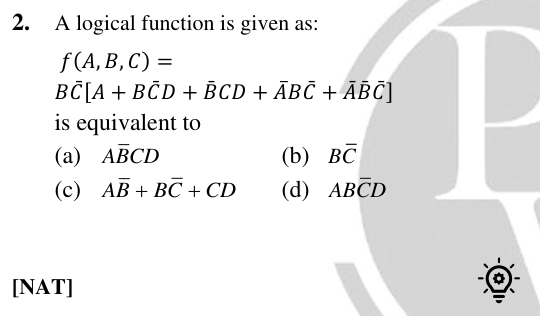 2. A logical function is given as:
f(A, B, C) =
BC̄[A + BC̄D + B̄CD + ĀBC̄ + ĀB̄C̄]
is equivalent to
(a) AB̄CD (b) BC̄
(c) AB̄ + BC̄ + CD (d) ABC̄D
[NAT]